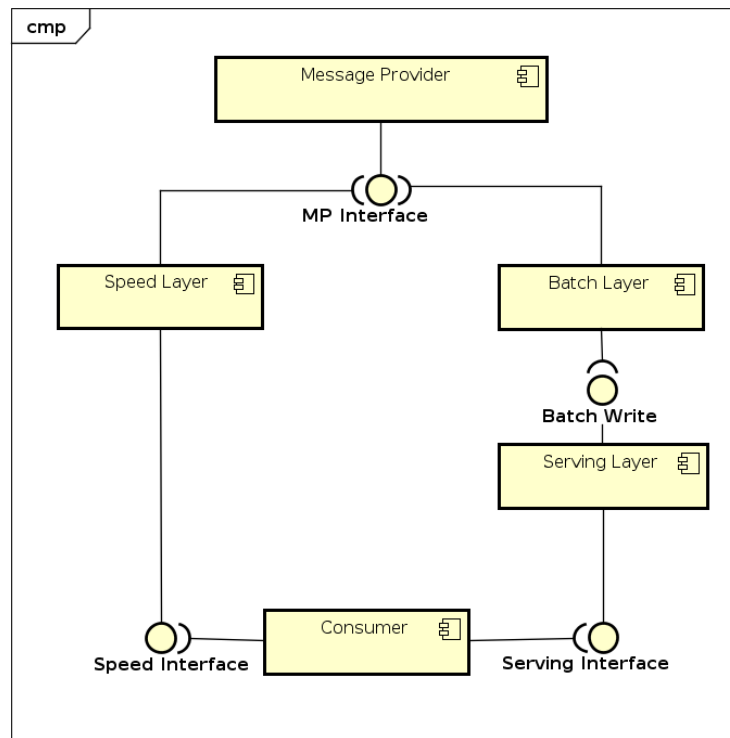 cmp
Message Provider
MP Interface
Speed Layer
Batch Layer
Batch Write
Serving Layer
Consumer
Speed Interface
Serving Interface